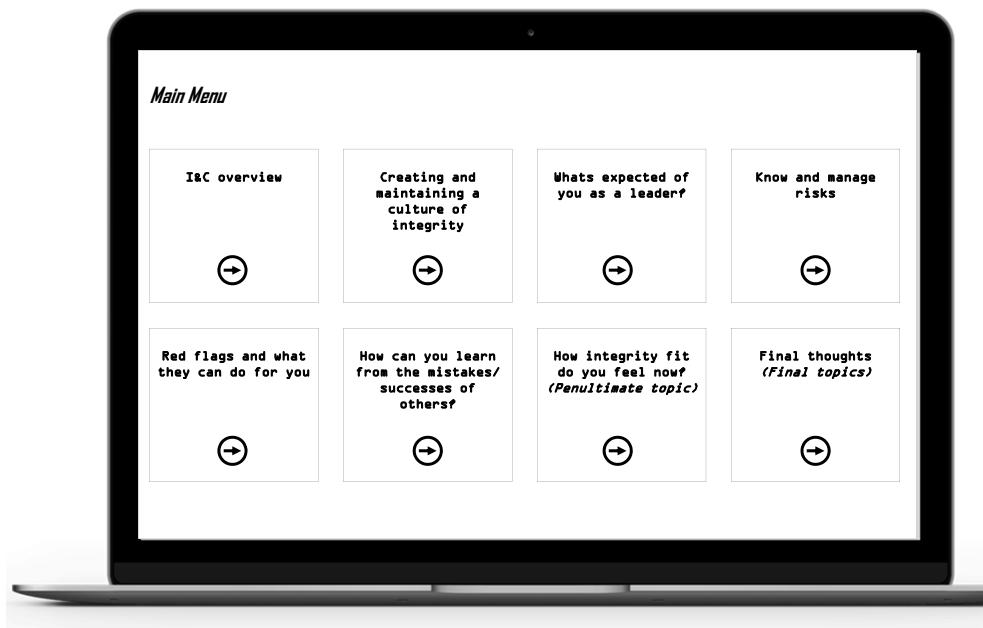 Main Menu
I&C overview
Creating and
maintaining a
culture of
integrity
Whats expected of
you as a leader?
Know and manage
risks
Red flags and what
they can do for you
How can you learn
from the mistakes/
successes of
others?
How integrity fit
do you feel now?
(Penultimate topic)
Final thoughts
(Final topics)